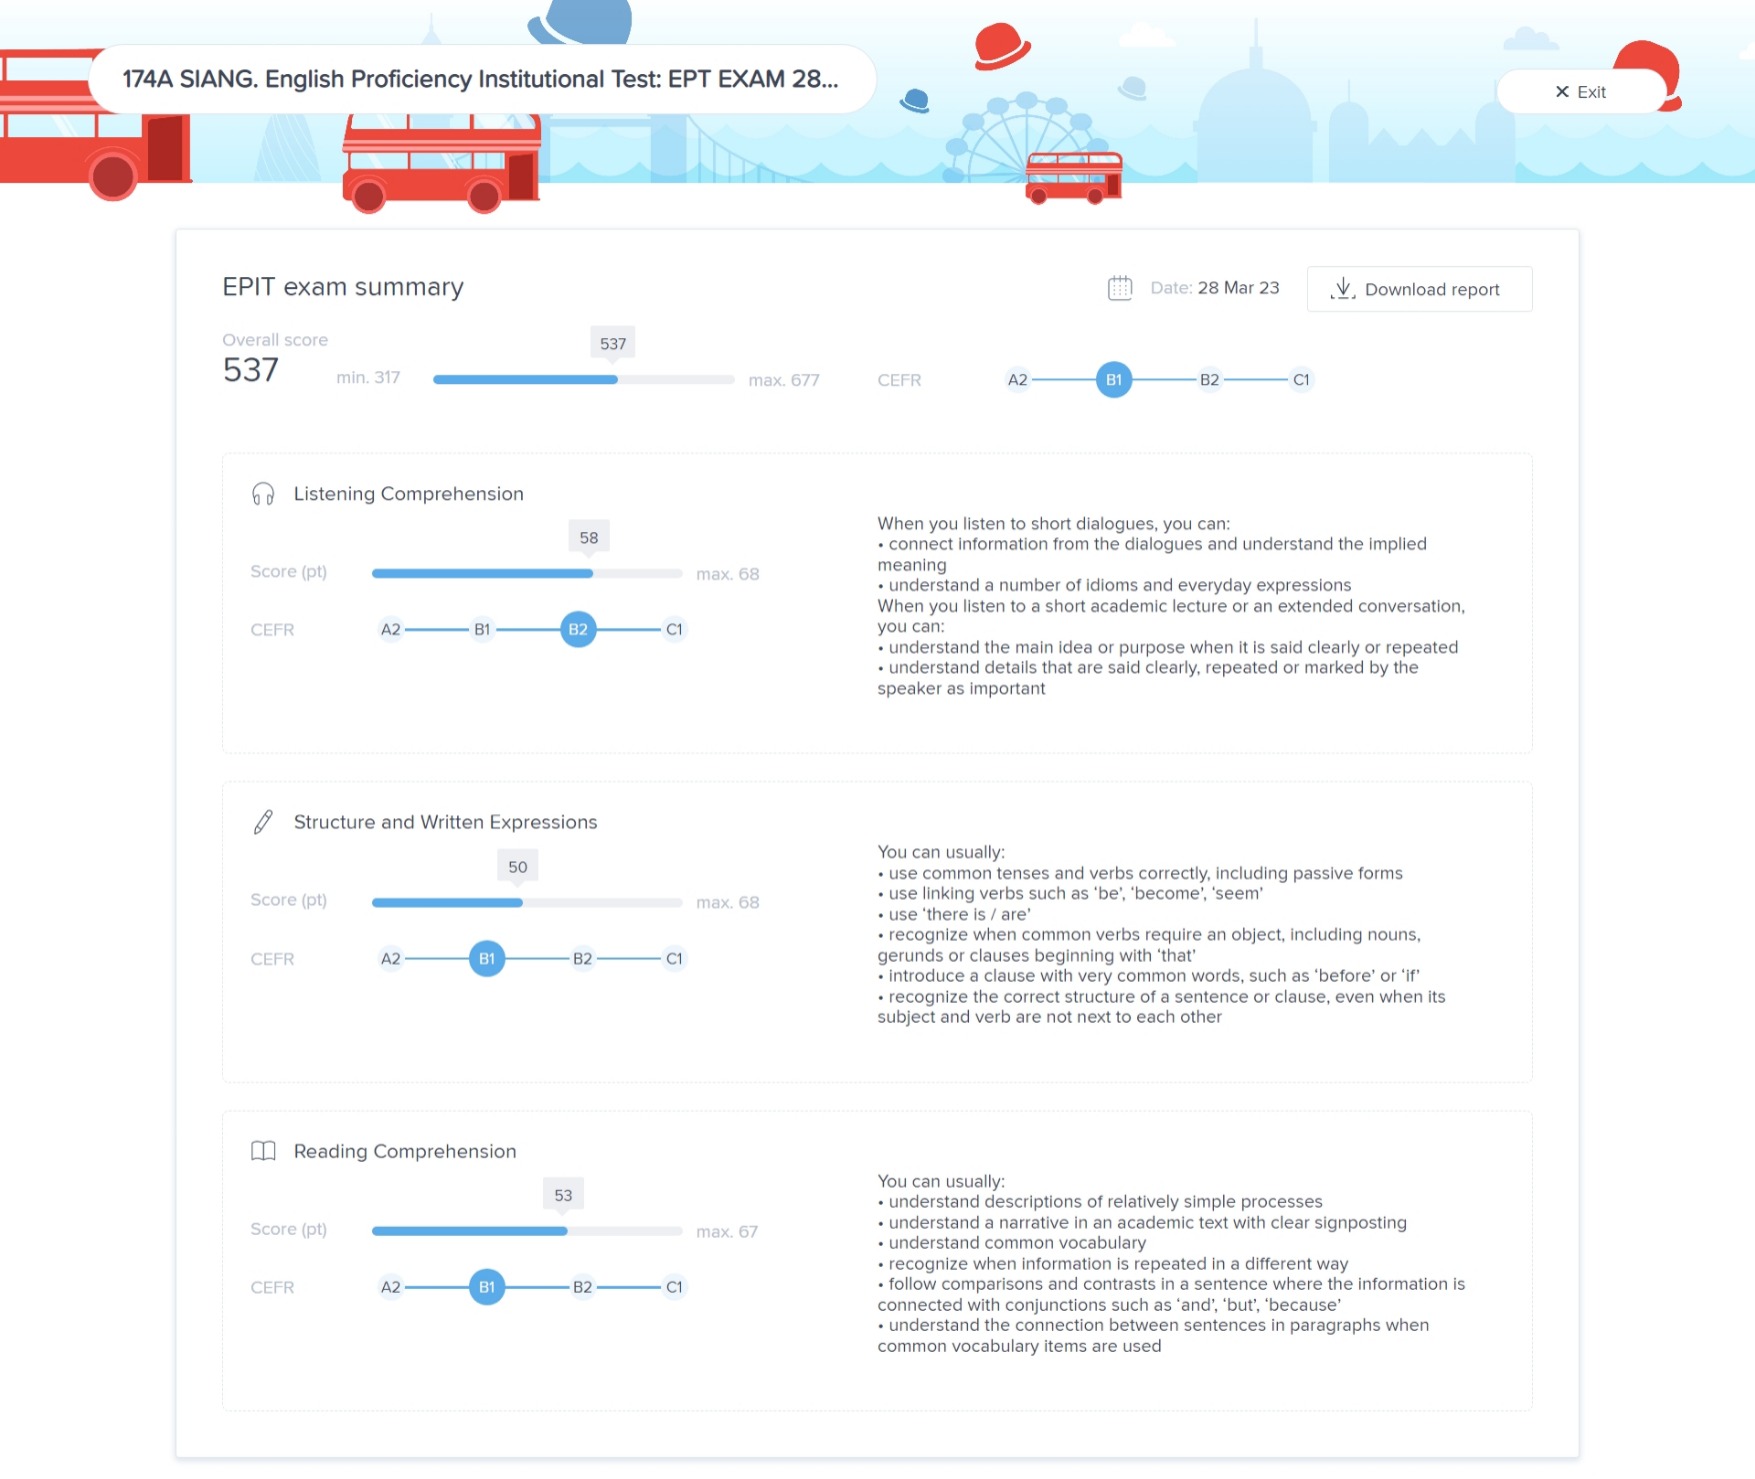 174A SIANG. English Proficiency Institutional Test: EPT EXAM 28...
✕ Exit
EPIT exam summary
Date: 28 Mar 23
Download report
Overall score
537
min. 317
537
max. 677
CEFR
A2
B1
B2
C1
Listening Comprehension
58
Score (pt)
max. 68
CEFR
A2
B1
B2
C1
When you listen to short dialogues, you can:
• connect information from the dialogues and understand the implied
meaning
• understand a number of idioms and everyday expressions
When you listen to a short academic lecture or an extended conversation,
you can:
• understand the main idea or purpose when it is said clearly or repeated
• understand details that are said clearly, repeated or marked by the
speaker as important
Structure and Written Expressions
50
Score (pt)
max. 68
CEFR
A2
B1
B2
C1
You can usually:
• use common tenses and verbs correctly, including passive forms
• use linking verbs such as ‘be’, ‘become’, ‘seem’
• use ‘there is / are’
• recognize when common verbs require an object, including nouns,
gerunds or clauses beginning with ‘that’
• introduce a clause with very common words, such as ‘before’ or ‘if’
• recognize the correct structure of a sentence or clause, even when its
subject and verb are not next to each other
Reading Comprehension
53
Score (pt)
max. 67
CEFR
A2
B1
B2
C1
You can usually:
• understand descriptions of relatively simple processes
• understand a narrative in an academic text with clear signposting
• understand common vocabulary
• recognize when information is repeated in a different way
• follow comparisons and contrasts in a sentence where the information is
connected with conjunctions such as ‘and’, ‘but’, ‘because’
• understand the connection between sentences in paragraphs when
common vocabulary items are used